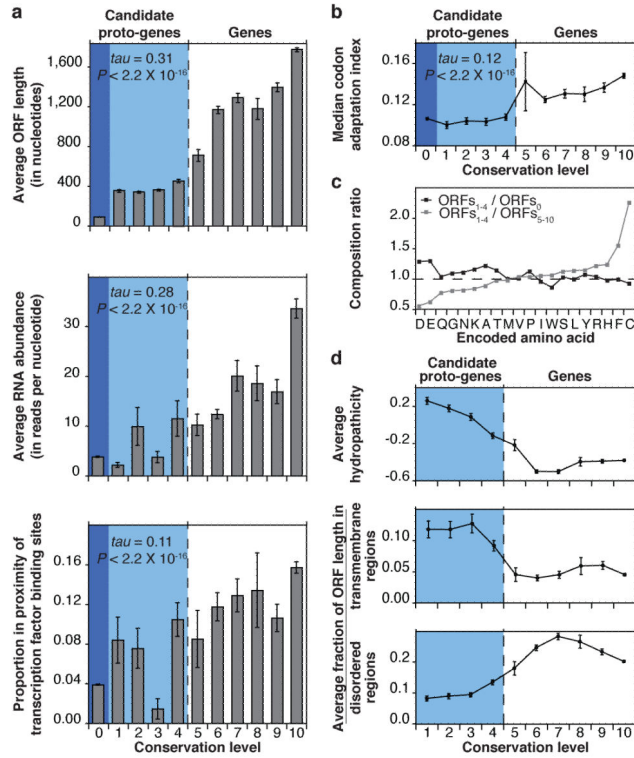 a
Candidate
proto-genes
Genes
tau = 0.31
P < 2.2 X 10-16
Average ORF length
(in nucleotides)
1,600
1,200
800
400
0
tau = 0.28
P < 2.2 X 10-16
Average RNA abundance
(in reads per nucleotide)
30
20
10
0
tau = 0.11
P < 2.2 X 10-16
Proportion in proximity of
transcription factor binding sites
0.16
0.12
0.08
0.04
0.00
0 1 2 3 4 5 6 7 8 9 10
Conservation level
b
Candidate
proto-genes
Genes
tau = 0.12
P < 2.2 X 10-16
Median codon
adaptation index
0.16
0.12
0.08
0 1 2 3 4 5 6 7 8 9 10
Conservation level
c
ORFs1-4 / ORFs0
ORFs1-4 / ORFs5-10
Composition ratio
2.0
1.5
1.0
0.5
D E Q G N K A T M V P I W S L Y R H F C
Encoded amino acid
d
Candidate
proto-genes
Genes
Average
hydropathicity
0.2
-0.2
-0.6
Average fraction of ORF length in
transmembrane
regions
0.10
0.05
0.00
disordered
regions
0.2
0.1
0
1 2 3 4 5 6 7 8 9 10
Conservation level